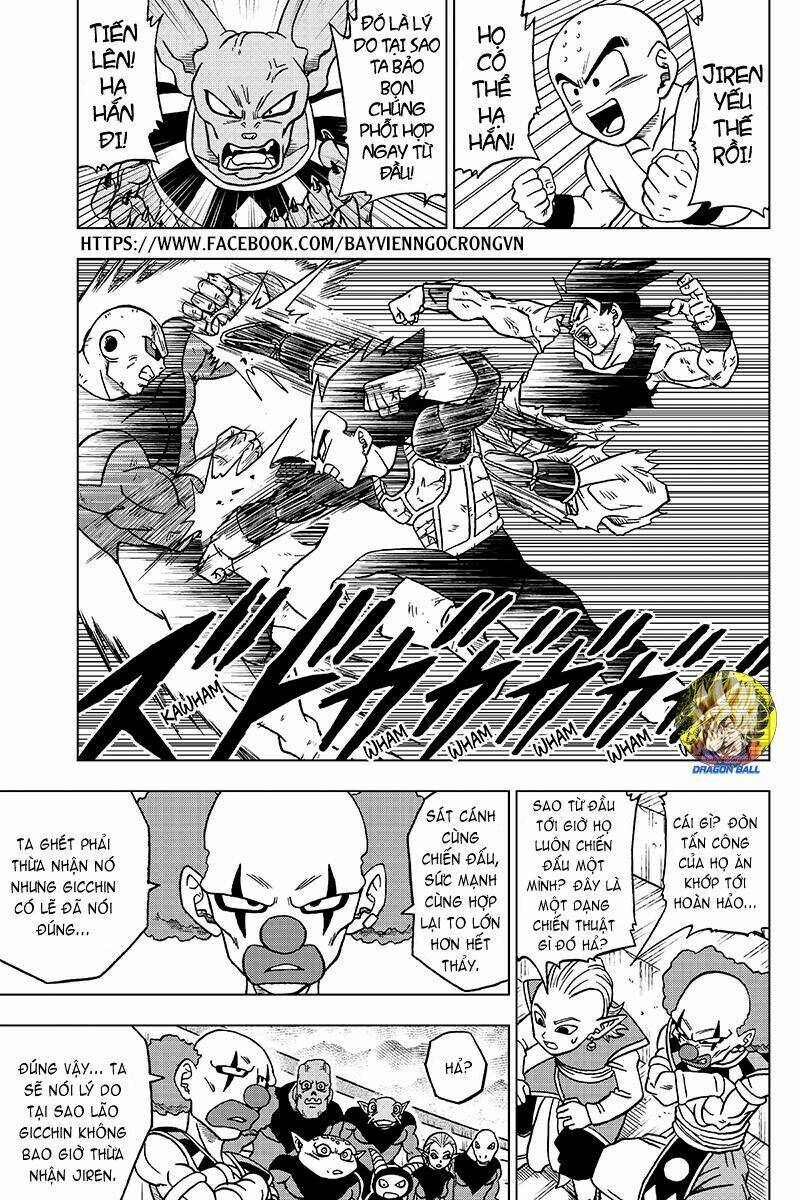 JIREN
YẾU
THẾ
RỒI!
HỌ
CÓ
THỂ
HẠ
HẮN!
ĐÓ LÀ LÝ
DO TẠI SAO
TA BẢO
BỌN
CHÚNG
PHỐI HỢP
NGAY TỪ
ĐẦU!
TIẾN
LÊN!
HẠ
HẮN
ĐI!
HTTPS://WWW.FACEBOOK.COM/BAYVIENNGOCRONGVN
ズドガガガガ
KAWHAM
WHAM
WHAM
WHAM
WHAM
DRAGON BALL
CÁI GÌ? ĐÒN
TẤN CÔNG
CỦA HỌ ĂN
KHỚP TỚI
HOÀN HẢO...
SAO TỪ ĐẦU
TỚI GIỜ HỌ
LUÔN CHIẾN
ĐẤU MỘT
MÌNH? ĐÂY LÀ
MỘT DẠNG
CHIẾN THUẬT
GÌ ĐÓ HẢ?
SÁT CÁNH
CÙNG
CHIẾN ĐẤU,
SỨC MẠNH
CÙNG HỢP
LẠI TO LỚN
HƠN HẾT
THẢY.
TA GHÉT PHẢI
THỪA NHẬN NÓ
NHƯNG GICCHIN
CÓ LẼ ĐÃ NÓI
ĐÚNG...
HẢ?
ĐÚNG VẬY... TA
SẼ NÓI LÝ DO
TẠI SAO LÃO
GICCHIN KHÔNG
BAO GIỜ THỪA
NHẬN JIREN.